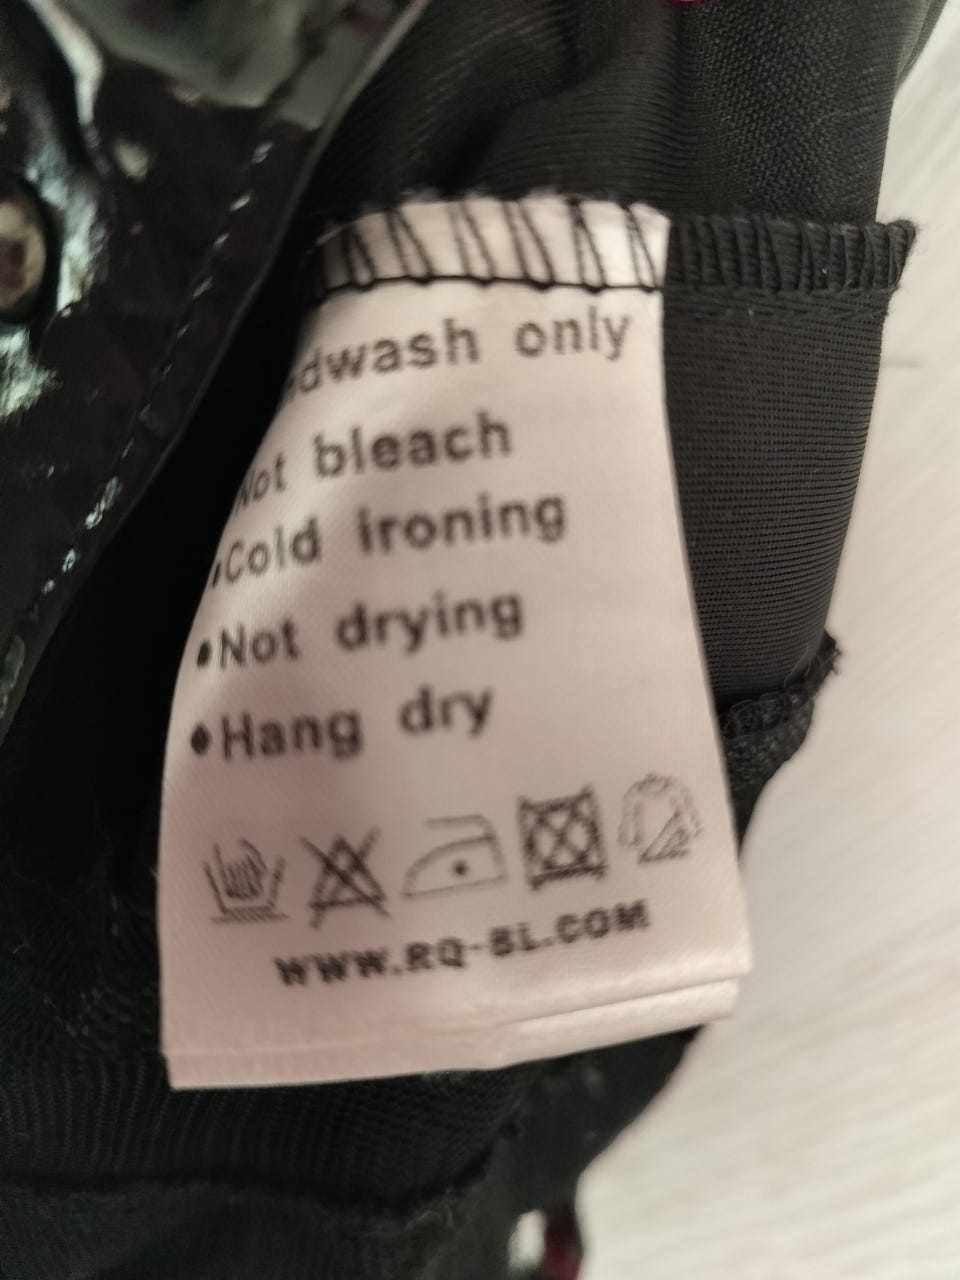 dwash only
Not bleach
•Cold ironing
•Not drying
•Hang dry
WWW.RQ-BL.COM